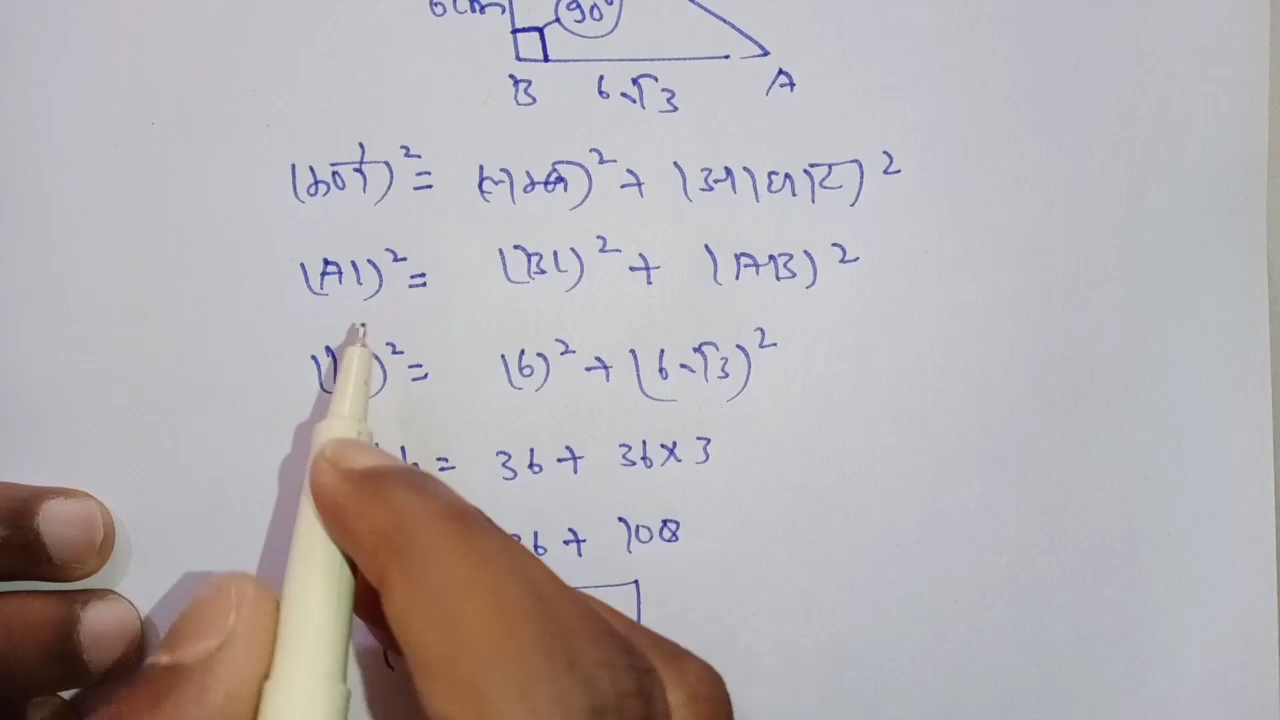 6cm
90°
B 6√3 A
(कर्ण)² = (लम्ब)² + (आधार)²
(AC)² = (BC)² + (AB)²
)² = (6)² + (6√3)²
= 36 + 36×3
+ 108